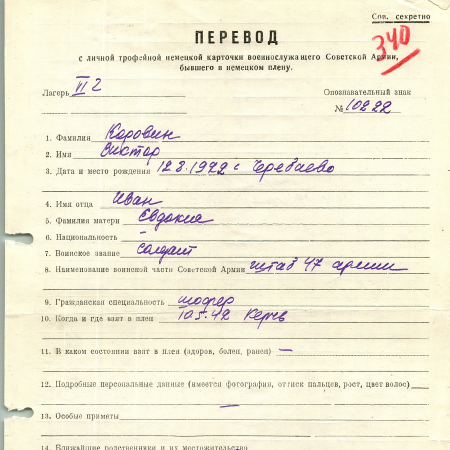 Сов. секретно
340
ПЕРЕВОД
с личной трофейной немецкой карточки военнослужащего Советской Армии,
бывшего в немецком плену.
Лагерь VI 2 Опознавательный знак
№ 10222
1. Фамилия Коровин
2. Имя Виктор
3. Дата и место рождения 12.8.1922 с Черебаево
4. Имя отца Иван
5. Фамилия матери Евдокия
6. Национальность –
7. Воинское звание солдат
8. Наименование воинской части Советской Армии штаб 47 армии
9. Гражданская специальность шофер
10. Когда и где взят в плен 10.5.42 Керчь
11. В каком состоянии взят в плен (здоров, болен, ранен) —
12. Подробные персональные данные (имеется фотография, оттиск пальцев, рост, цвет волос)
—
13. Особые приметы
14. Ближайшие родственники и их местожительство